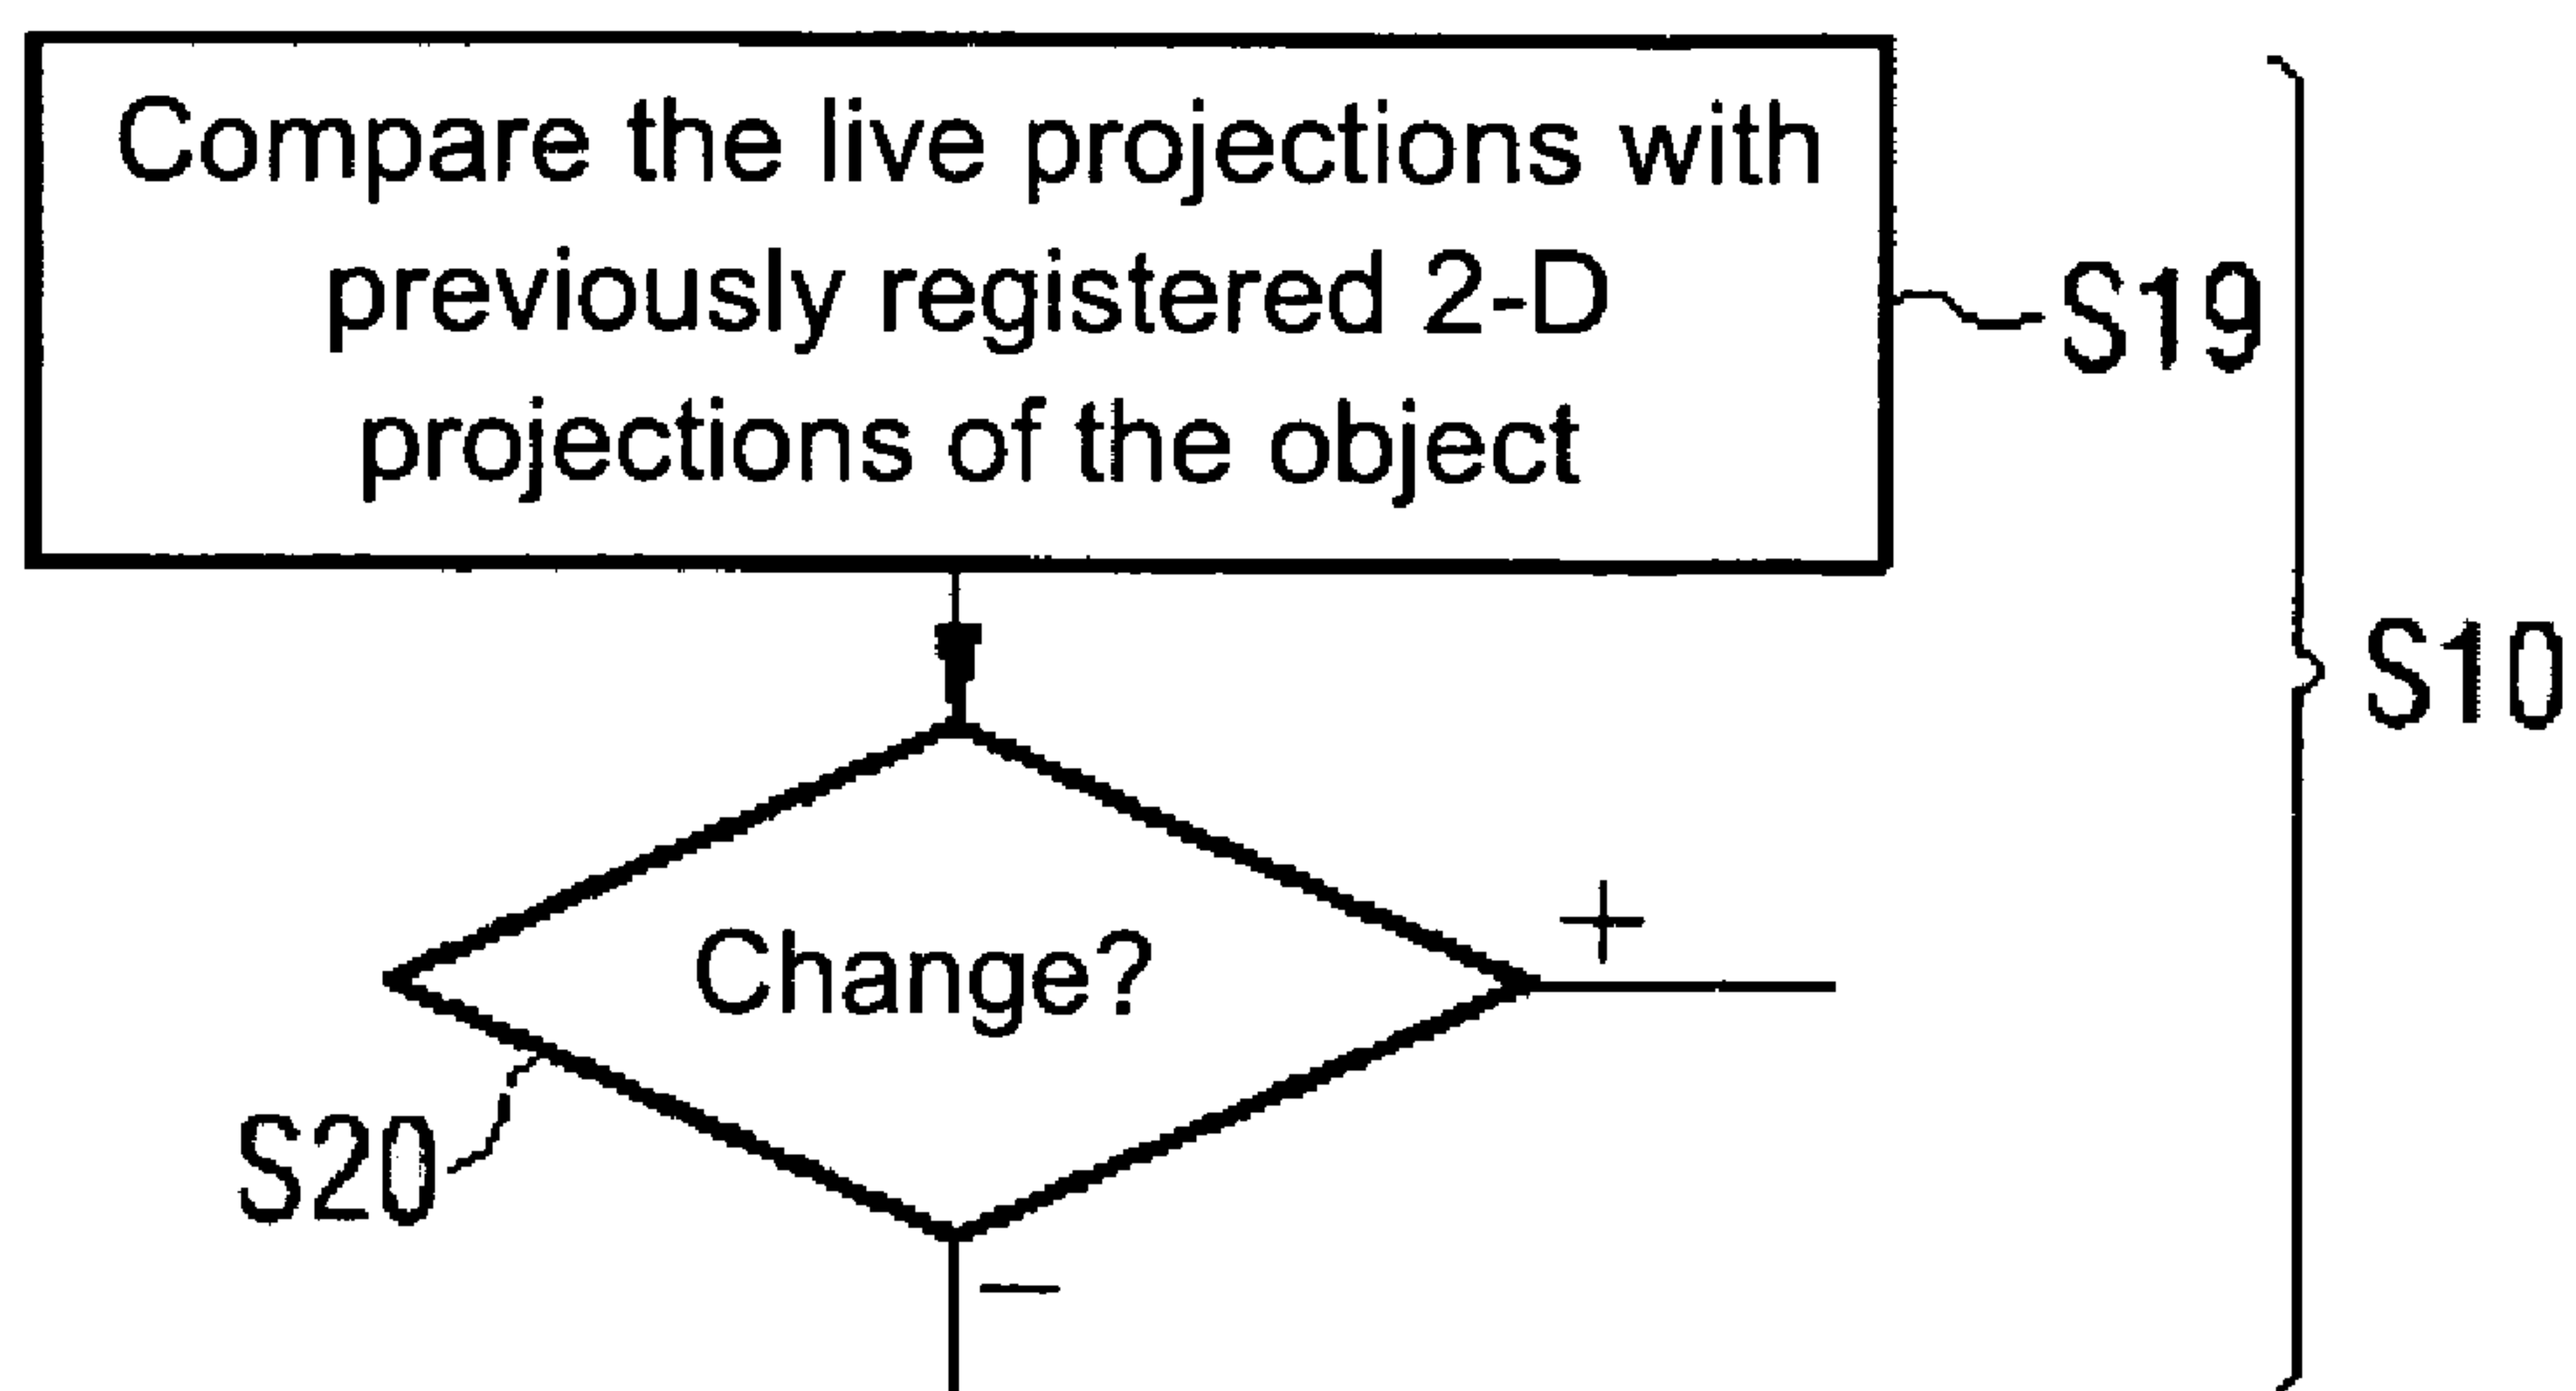 Compare the live projections with
previously registered 2-D
projections of the object
S19
S10
Change?
+
S20
−